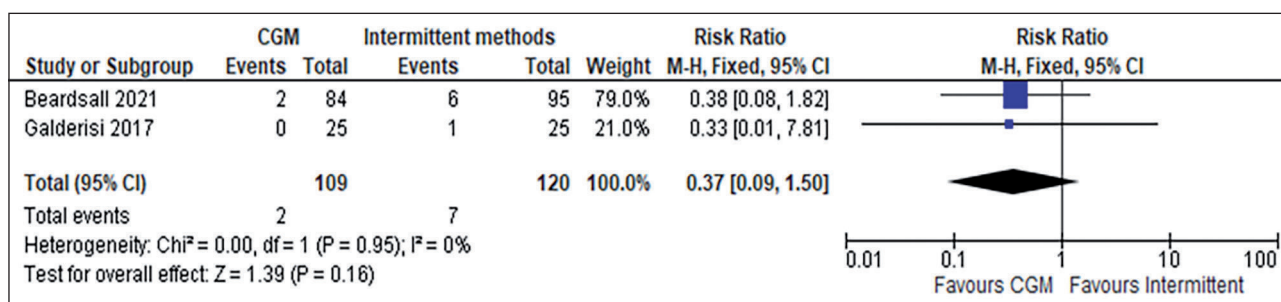 CGM Intermittent methods Risk Ratio Risk Ratio
Study or Subgroup Events Total Events Total Weight M-H, Fixed, 95% CI M-H, Fixed, 95% CI
Beardsall 2021 2 84 6 95 79.0% 0.38 [0.08, 1.82]
Galderisi 2017 0 25 1 25 21.0% 0.33 [0.01, 7.81]
Total (95% CI) 109 120 100.0% 0.37 [0.09, 1.50]
Total events 2 7
Heterogeneity: Chi² = 0.00, df = 1 (P = 0.95); I² = 0%
Test for overall effect: Z = 1.39 (P = 0.16)
0.01 0.1 1 10 100
Favours CGM Favours Intermittent